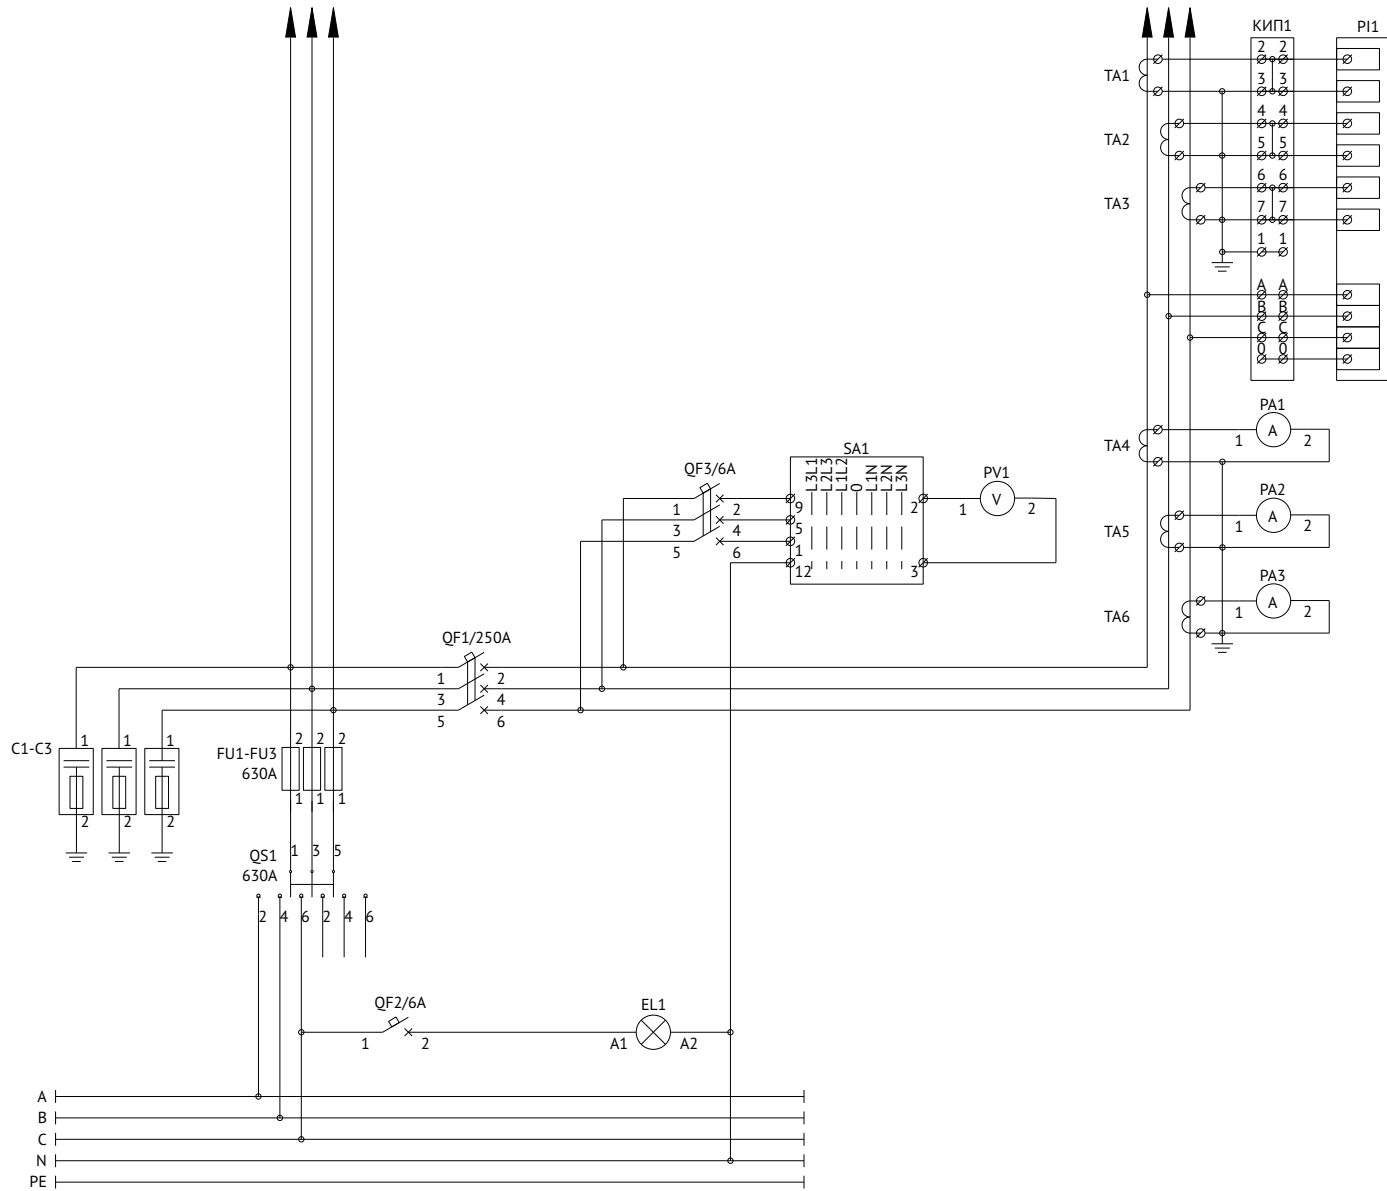 КИП1
PI1
2 2
TA1
3 3
4 4
TA2
5 5
6 6
TA3
7 7
1 1
A A
B B
C C
0 0
PA1
A
1 2
TA4
SA1
QF3/6A
L3L1
L2L3
L1L2
0
L1N
L2N
L3N
PV1
V
1 2
PA2
A
1 2
TA5
1 2
3 4
5 6
9
5
1
12
2
3
PA3
A
1 2
TA6
QF1/250A
1 2
3 4
5 6
C1-C3
1 1 1
2 2 2
FU1-FU3
630A
2 2 2
1 1 1
QS1
630A
1 3 5
2 4 6 2 4 6
QF2/6A
1 2
EL1
A1 A2
A
B
C
N
PE